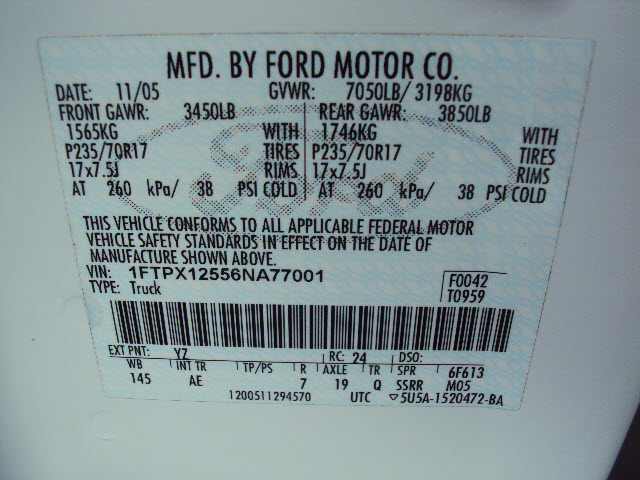 MFD. BY FORD MOTOR CO.
DATE: 11/05 GVWR: 7050LB/ 3198KG
FRONT GAWR: 3450LB REAR GAWR: 3850LB
1565KG WITH 1746KG WITH
P235/70R17 TIRES P235/70R17 TIRES
17x7.5J RIMS 17x7.5J RIMS
AT 260 kPa/ 38 PSI COLD AT 260 kPa/ 38 PSI COLD
Ford
THIS VEHICLE CONFORMS TO ALL APPLICABLE FEDERAL MOTOR
VEHICLE SAFETY STANDARDS IN EFFECT ON THE DATE OF
MANUFACTURE SHOWN ABOVE.
VIN: 1FTPX12556NA77001 F0042
TYPE: Truck T0959
EXT PNT: YZ RC: 24 DSO:
WB INT TR TP/PS R AXLE TR SPR 6F613
145 AE 7 19 Q SSRR M05
1200511294570 UTC ▽5U5A-1520472-BA